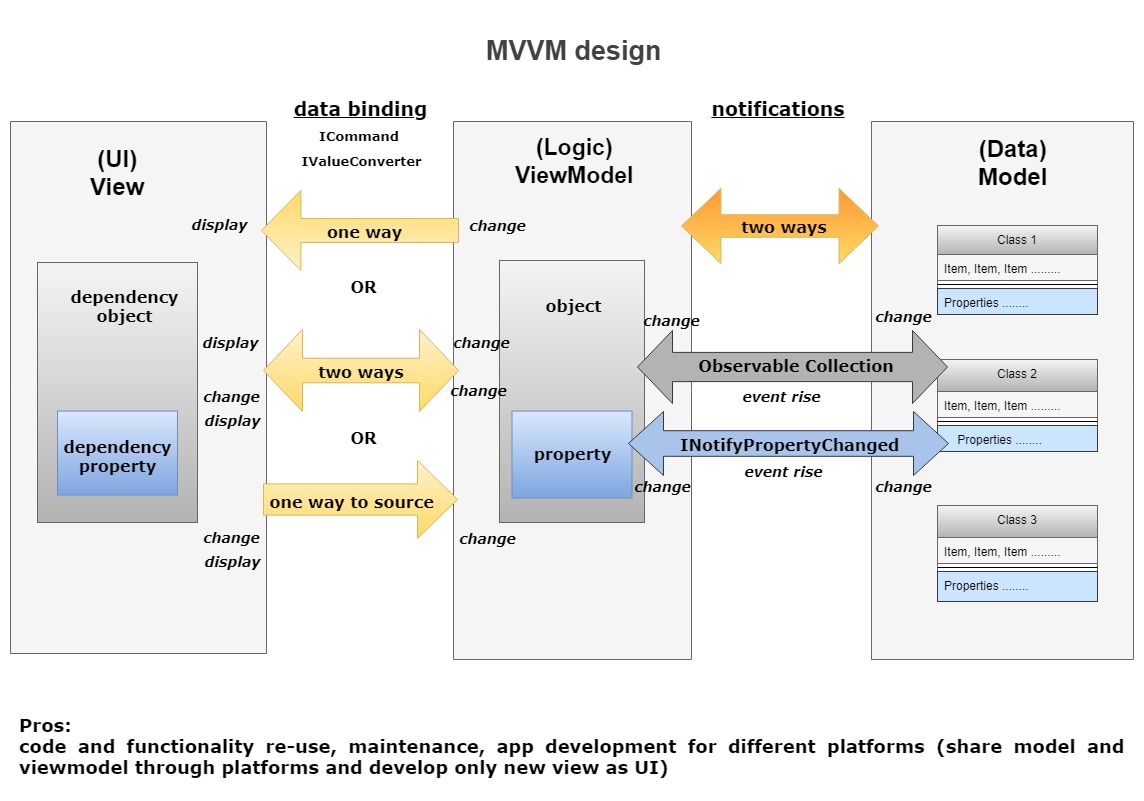 MVVM design
data binding
ICommand
IValueConverter
notifications
(UI)
View
(Logic)
ViewModel
(Data)
Model
display
one way
change
two ways
OR
dependency
object
dependency
property
display
two ways
change
change
change
display
OR
one way to source
change
display
change
object
property
change
change
Observable Collection
event rise
INotifyPropertyChanged
event rise
change
change
Class 1
Item, Item, Item .........
Properties ........
Class 2
Item, Item, Item .........
Properties ........
Class 3
Item, Item, Item .........
Properties ........
Pros:
code and functionality re-use, maintenance, app development for different platforms (share model and
viewmodel through platforms and develop only new view as UI)